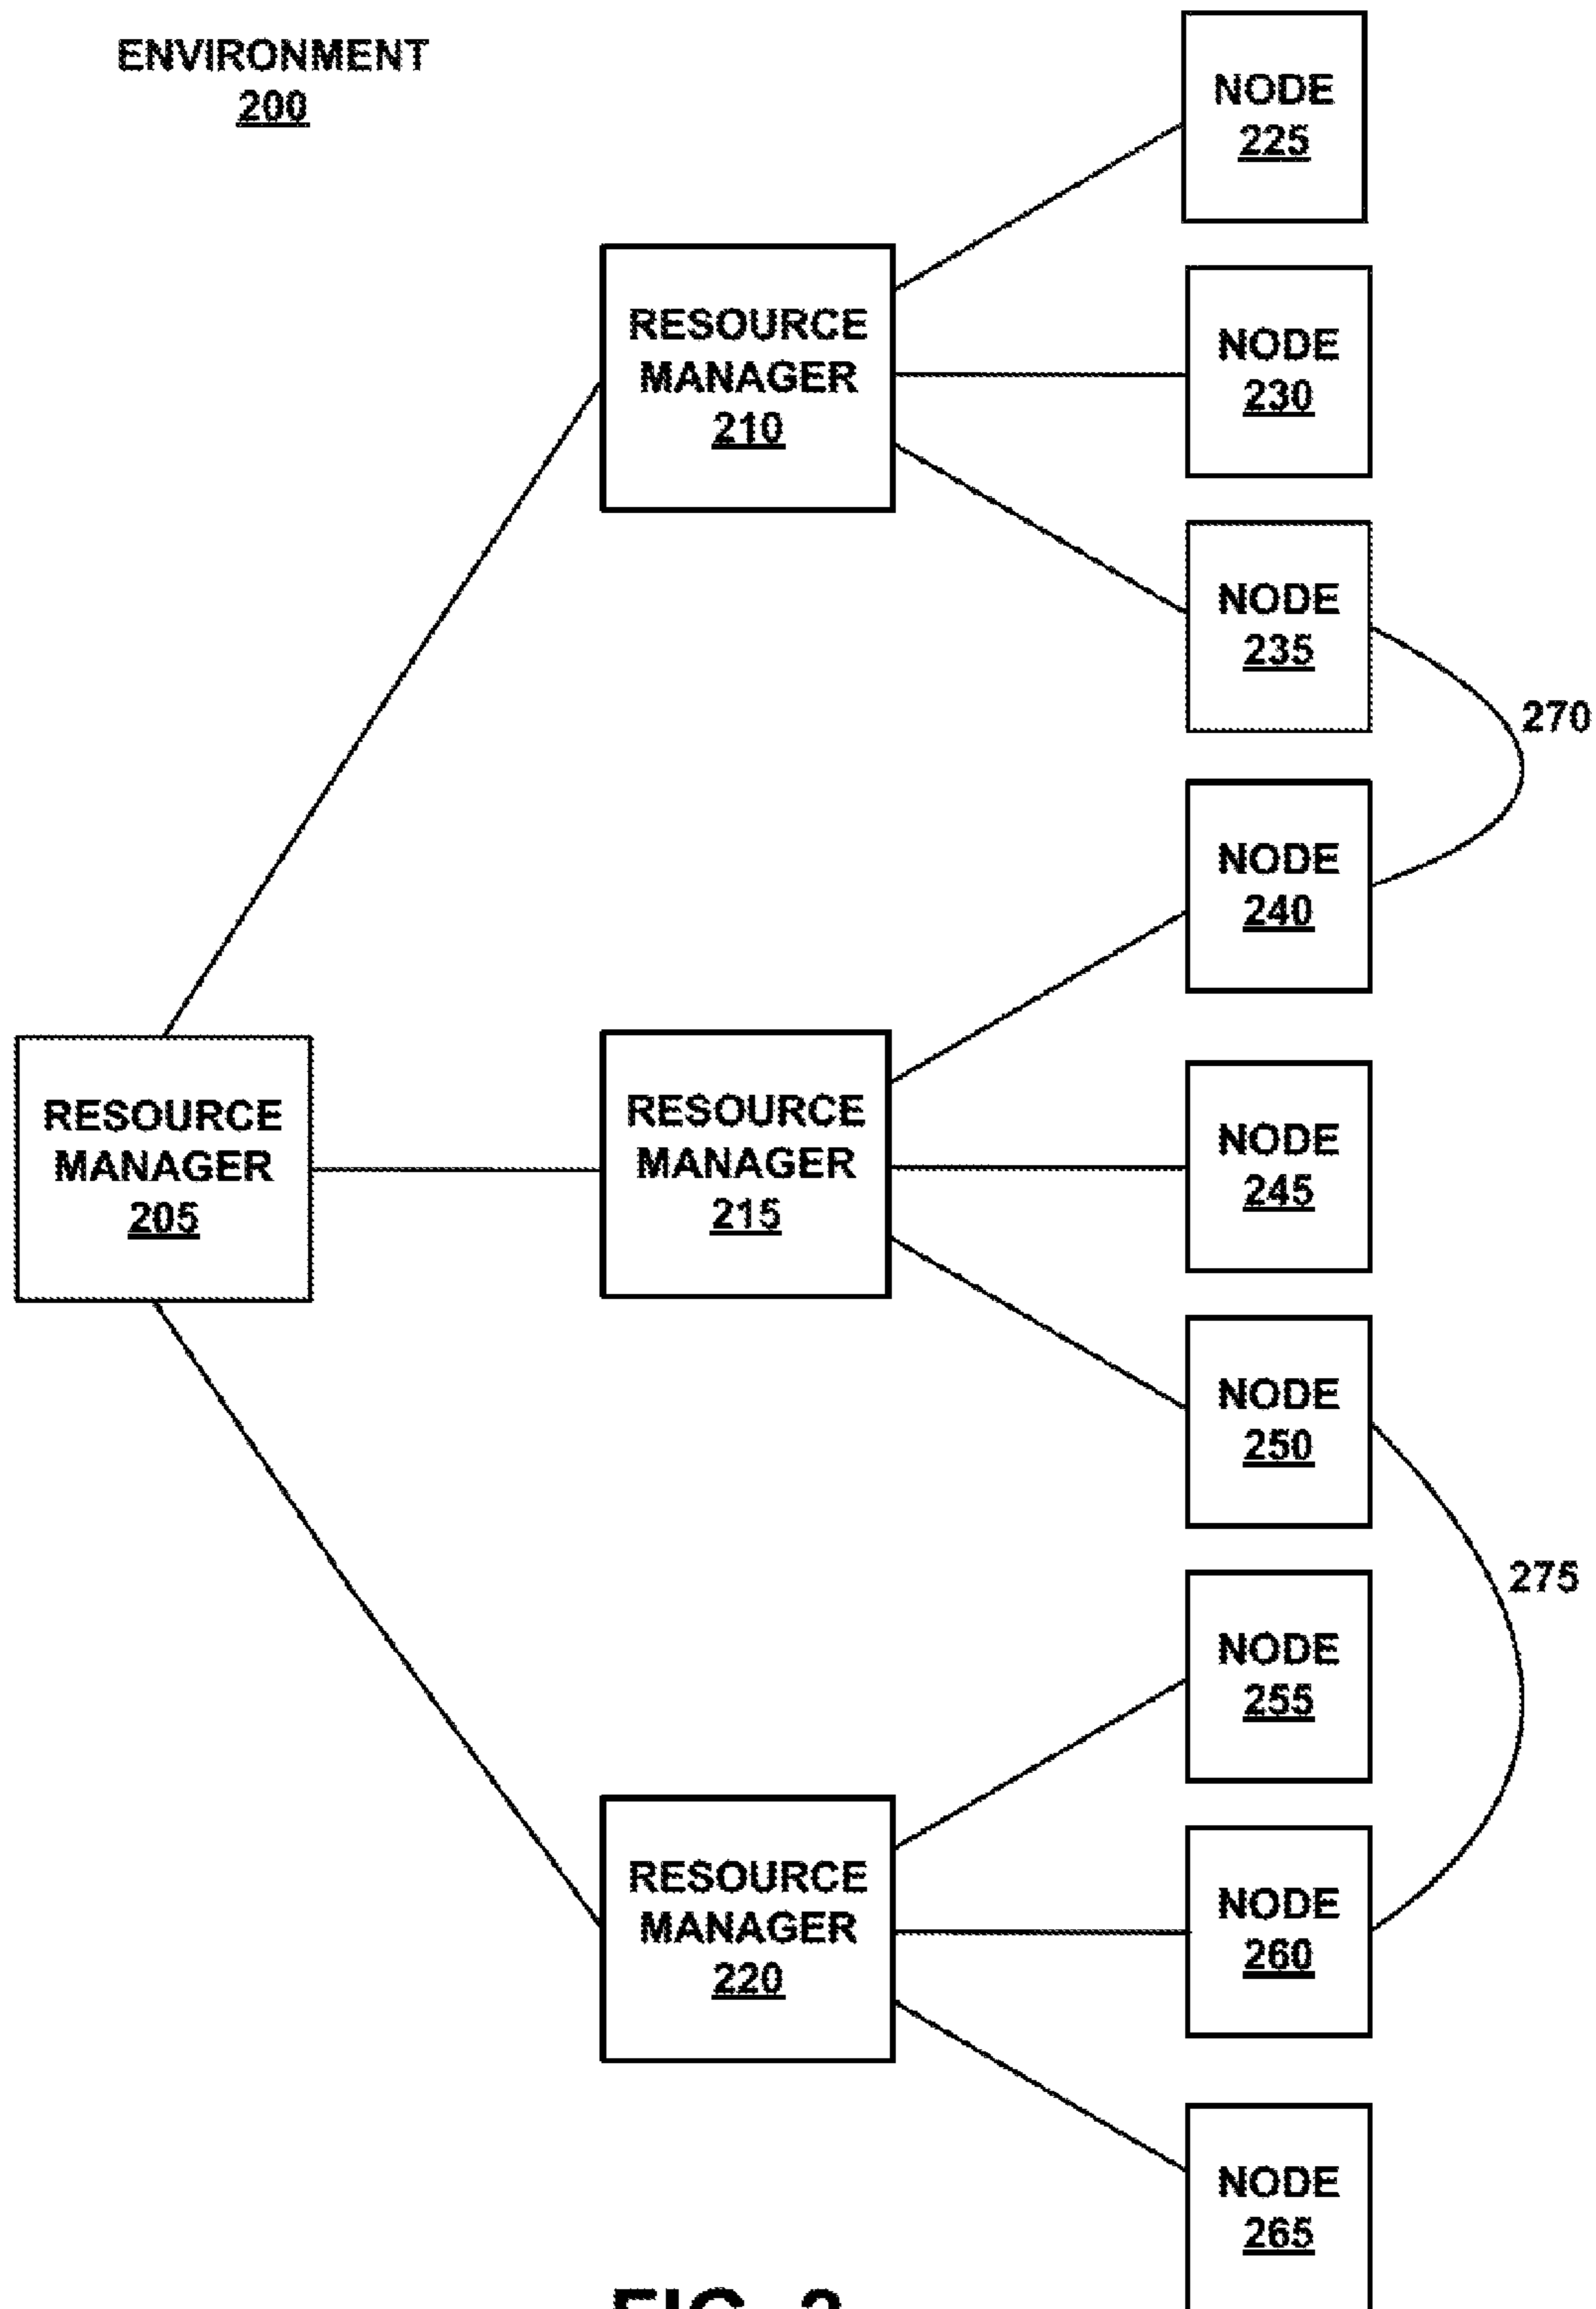 ENVIRONMENT
200
NODE
225
RESOURCE
MANAGER
210
NODE
230
NODE
235
270
NODE
240
RESOURCE
MANAGER
205
RESOURCE
MANAGER
215
NODE
245
NODE
250
275
NODE
255
RESOURCE
MANAGER
220
NODE
260
NODE
265